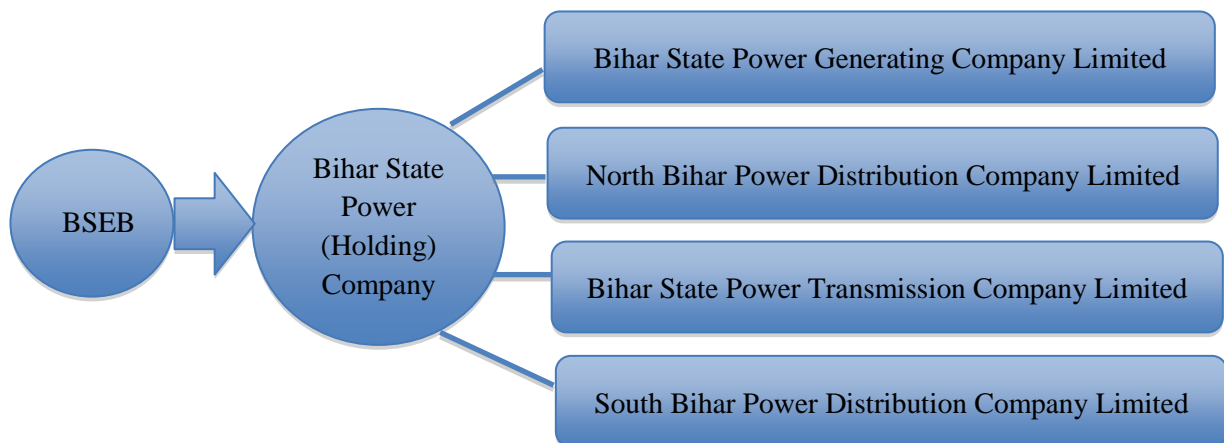 BSEB
Bihar State
Power
(Holding)
Company
Bihar State Power Generating Company Limited
North Bihar Power Distribution Company Limited
Bihar State Power Transmission Company Limited
South Bihar Power Distribution Company Limited